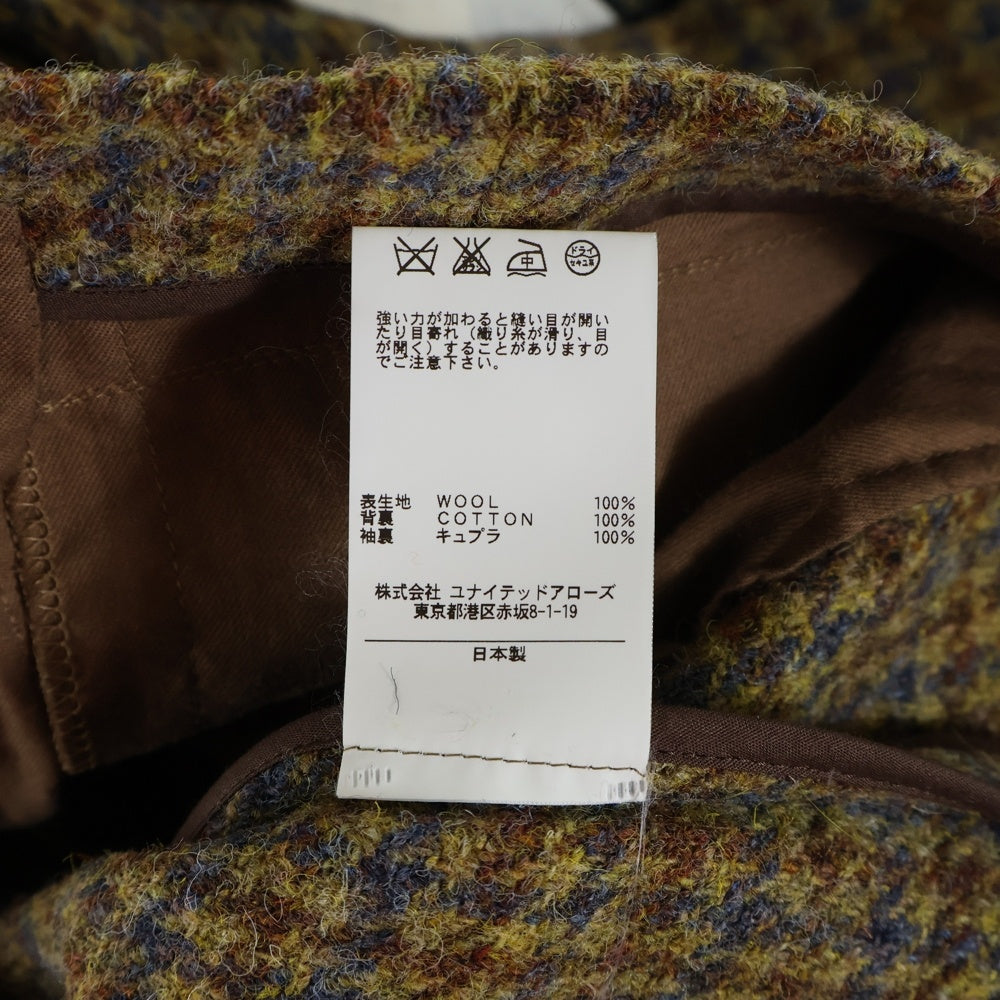 中
ドライ
セキユ系
強い力が加わると縫い目が開い
たり目寄れ（織り糸が滑り、目
が開く）することがありますの
でご注意下さい。
表生地 WOOL 100%
背裏 COTTON 100%
袖裏 キュプラ 100%
株式会社 ユナイテッドアローズ
東京都港区赤坂8-1-19
日本製